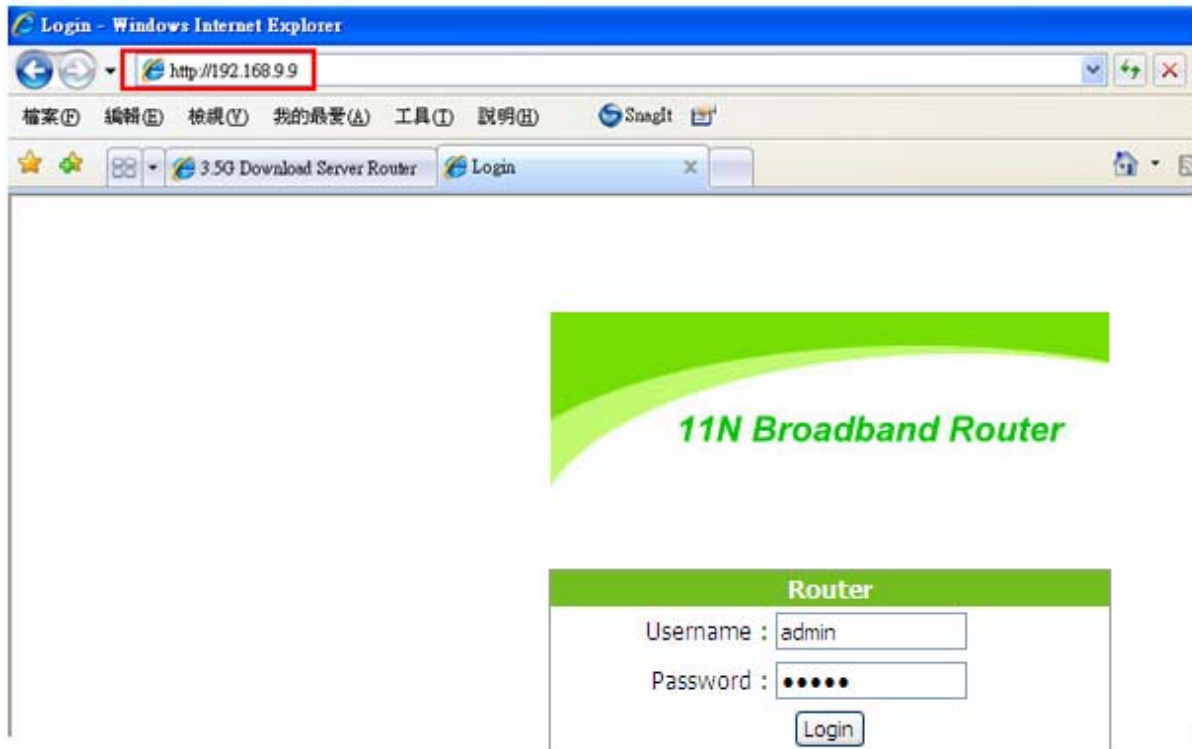 Login - Windows Internet Explorer
http://192.168.9.9
檔案(F) 編輯(E) 檢視(V) 我的最愛(A) 工具(T) 說明(H) SnagIt
3.5G Download Server Router Login
11N Broadband Router
Router
Username : admin
Password : •••••
Login